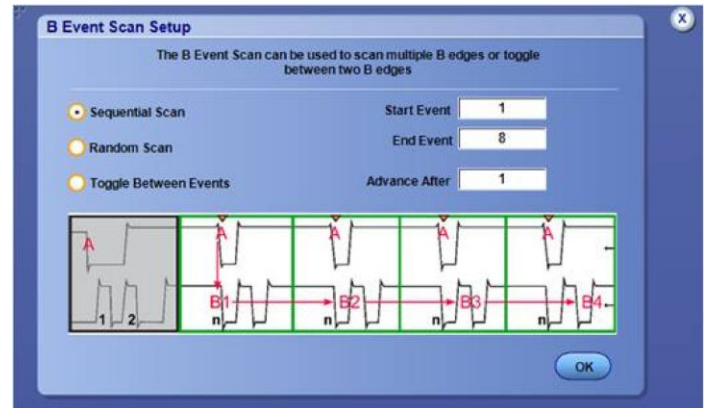 B Event Scan Setup
X
The B Event Scan can be used to scan multiple B edges or toggle
between two B edges
Sequential Scan
Start Event 1
Random Scan
End Event 8
Toggle Between Events
Advance After 1
A A A A A
B1 B2 B3 B4
1 2 n n n n
OK